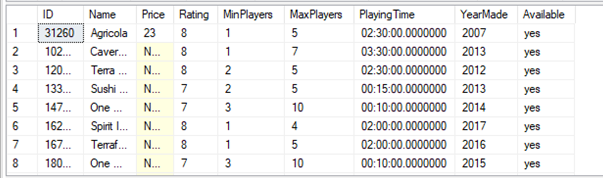 ID Name Price Rating MinPlayers MaxPlayers PlayingTime YearMade Available
1 31260 Agricola 23 8 1 5 02:30:00.0000000 2007 yes
2 102... Caver... N... 8 1 7 03:30:00.0000000 2013 yes
3 120... Terra ... N... 8 2 5 02:30:00.0000000 2012 yes
4 133... Sushi ... N... 7 2 5 00:15:00.0000000 2013 yes
5 147... One ... N... 7 3 10 00:10:00.0000000 2014 yes
6 162... Spirit I... N... 8 1 4 02:00:00.0000000 2017 yes
7 167... Terraf... N... 8 1 5 02:00:00.0000000 2016 yes
8 180... One ... N... 7 3 10 00:10:00.0000000 2015 yes